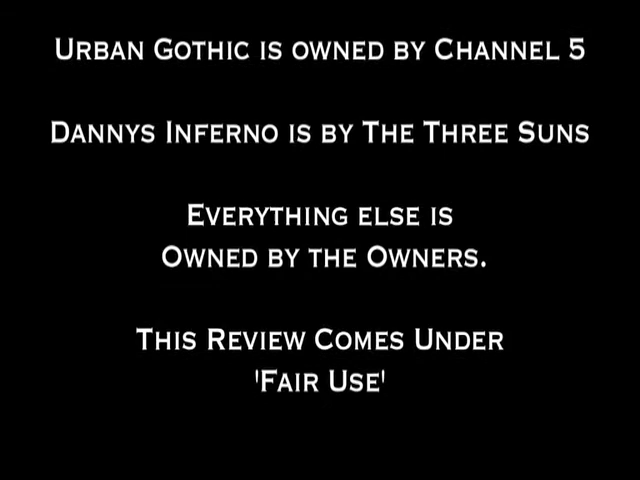 Urban Gothic is owned by Channel 5
Dannys Inferno is by The Three Suns
Everything else is
Owned by the Owners.
This Review Comes Under
'Fair Use'